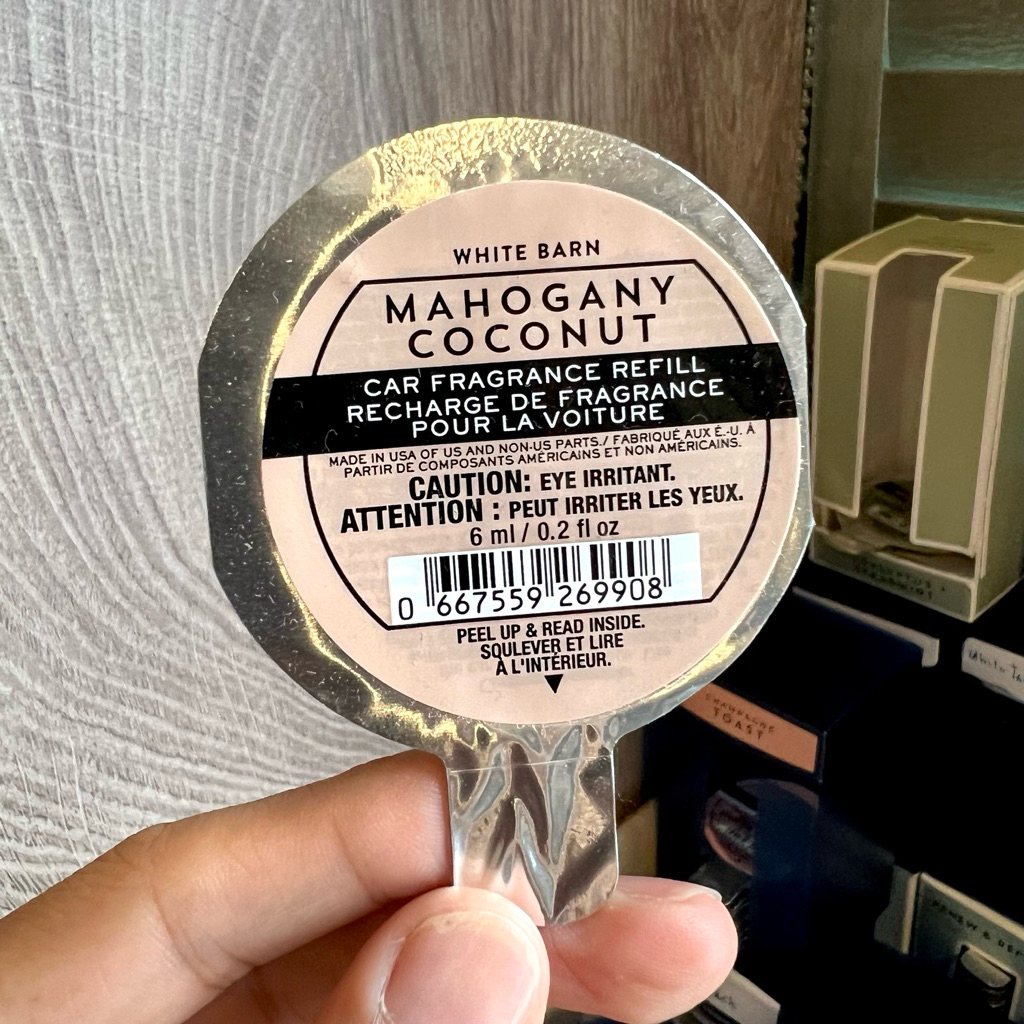 WHITE BARN
MAHOGANY
COCONUT
CAR FRAGRANCE REFILL
RECHARGE DE FRAGRANCE
POUR LA VOITURE
MADE IN USA OF US AND NON-US PARTS./ FABRIQUÉ AUX É.-U. À
PARTIR DE COMPOSANTS AMÉRICAINS ET NON AMÉRICAINS.
CAUTION: EYE IRRITANT.
ATTENTION : PEUT IRRITER LES YEUX.
6 ml / 0.2 fl oz
0 667559 269908
PEEL UP & READ INSIDE.
SOULEVER ET LIRE
À L'INTÉRIEUR.
CHAMPAGNE
TOAST